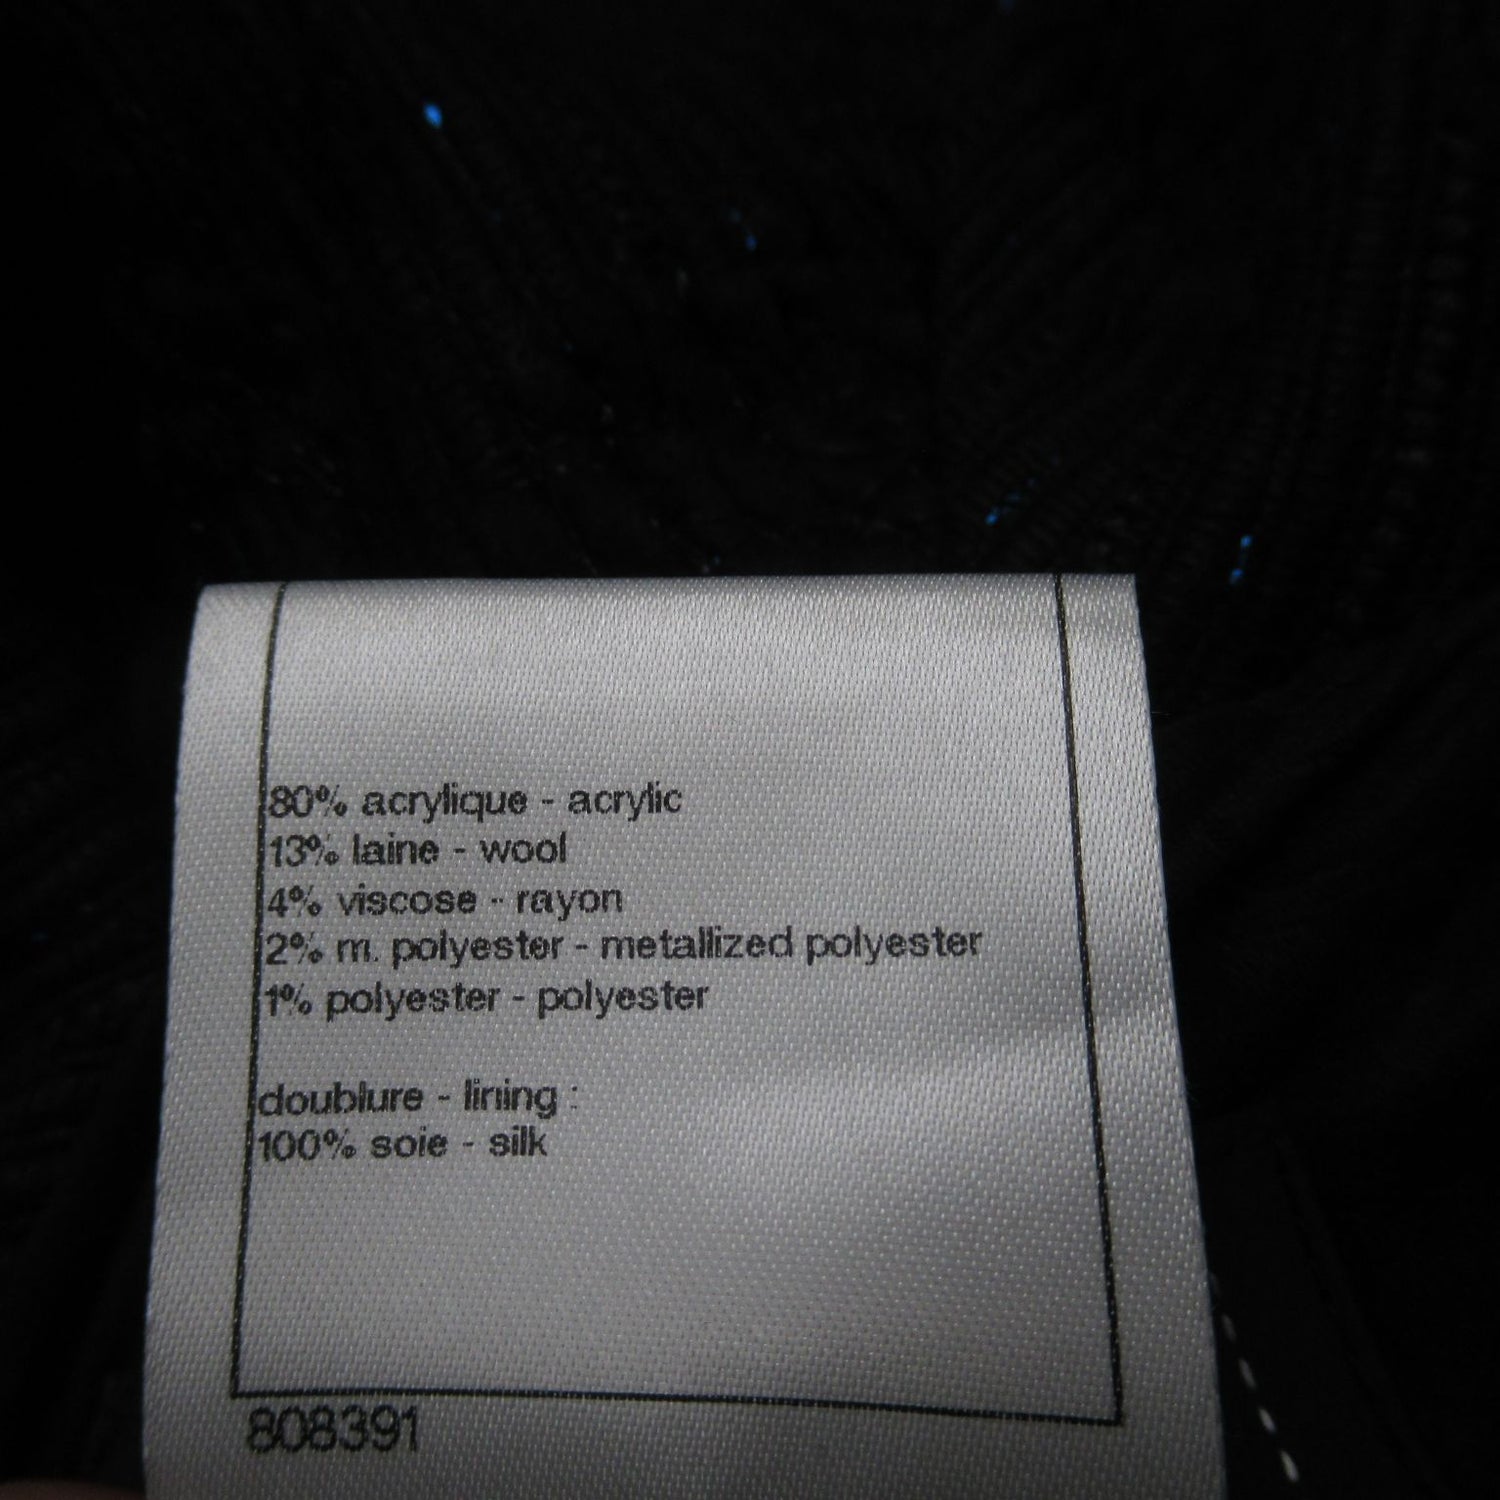 80% acrylique - acrylic
13% laine - wool
4% viscose - rayon
2% m. polyester - metallized polyester
1% polyester - polyester
doublure - lining :
100% soie - silk
808391